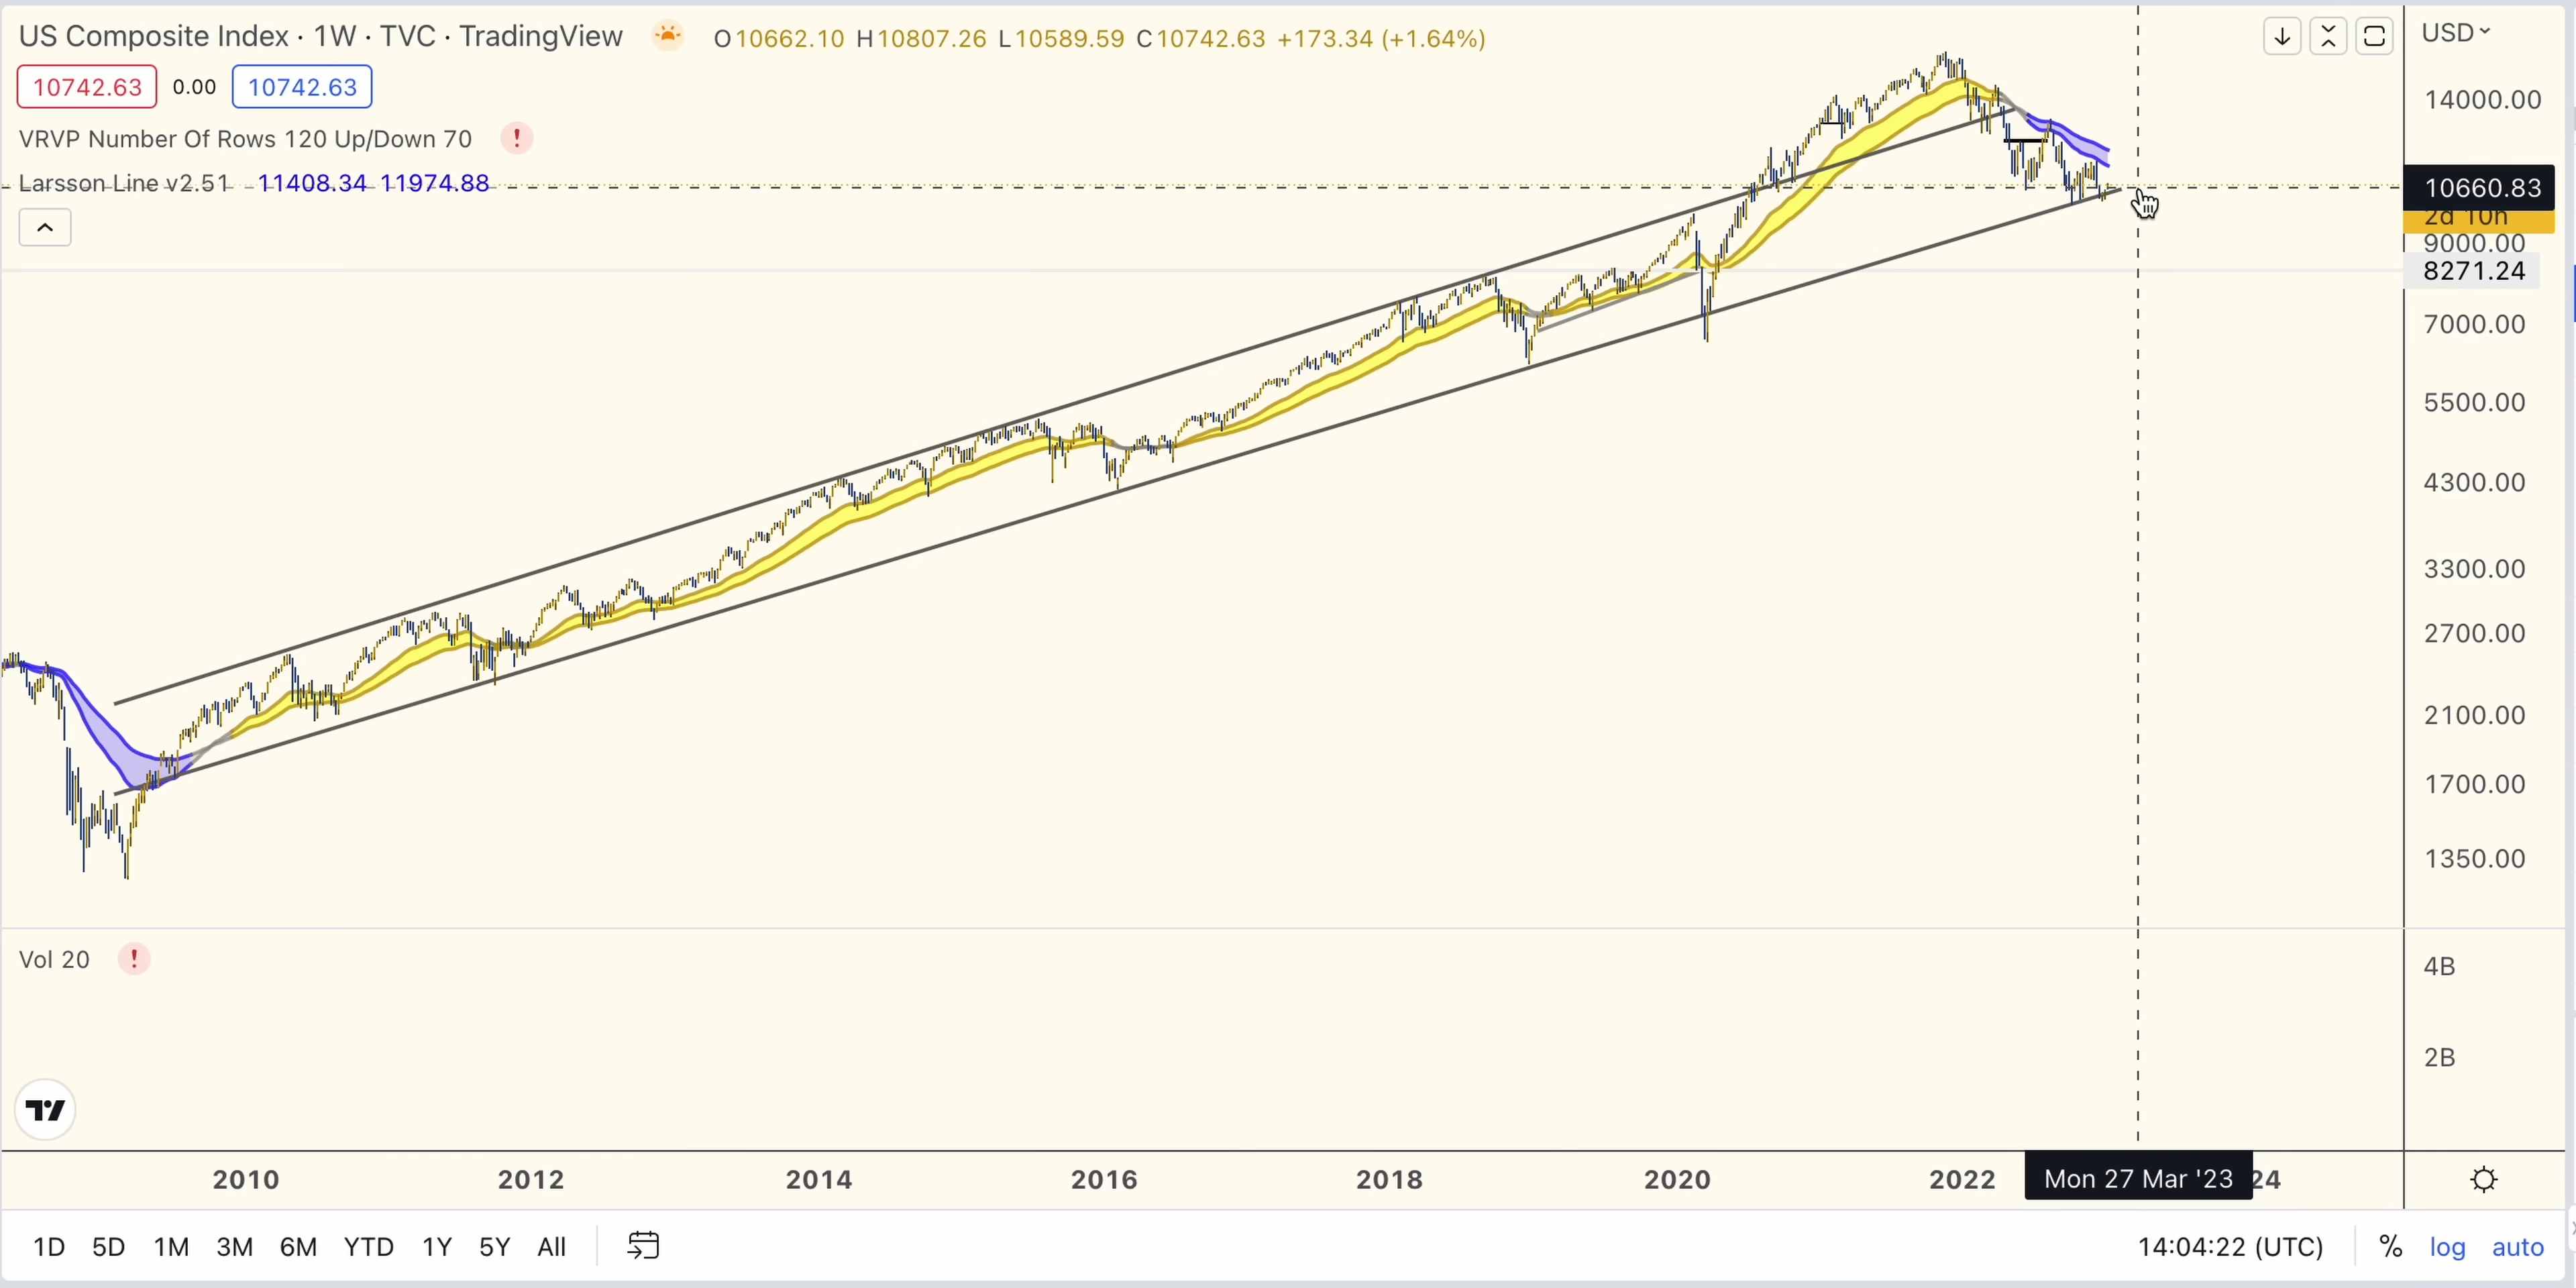 US Composite Index · 1W · TVC · TradingView O10662.10 H10807.26 L10589.59 C10742.63 +173.34 (+1.64%)
USD
10742.63 0.00 10742.63
VRVP Number Of Rows 120 Up/Down 70 !
Larsson Line v2.51 11408.34 11974.88
14000.00
10660.83
2d 10h
9000.00
8271.24
7000.00
5500.00
4300.00
3300.00
2700.00
2100.00
1700.00
1350.00
Vol 20 !
4B
2B
2010 2012 2014 2016 2018 2020 2022 Mon 27 Mar '23 24
1D 5D 1M 3M 6M YTD 1Y 5Y All 14:04:22 (UTC) % log auto